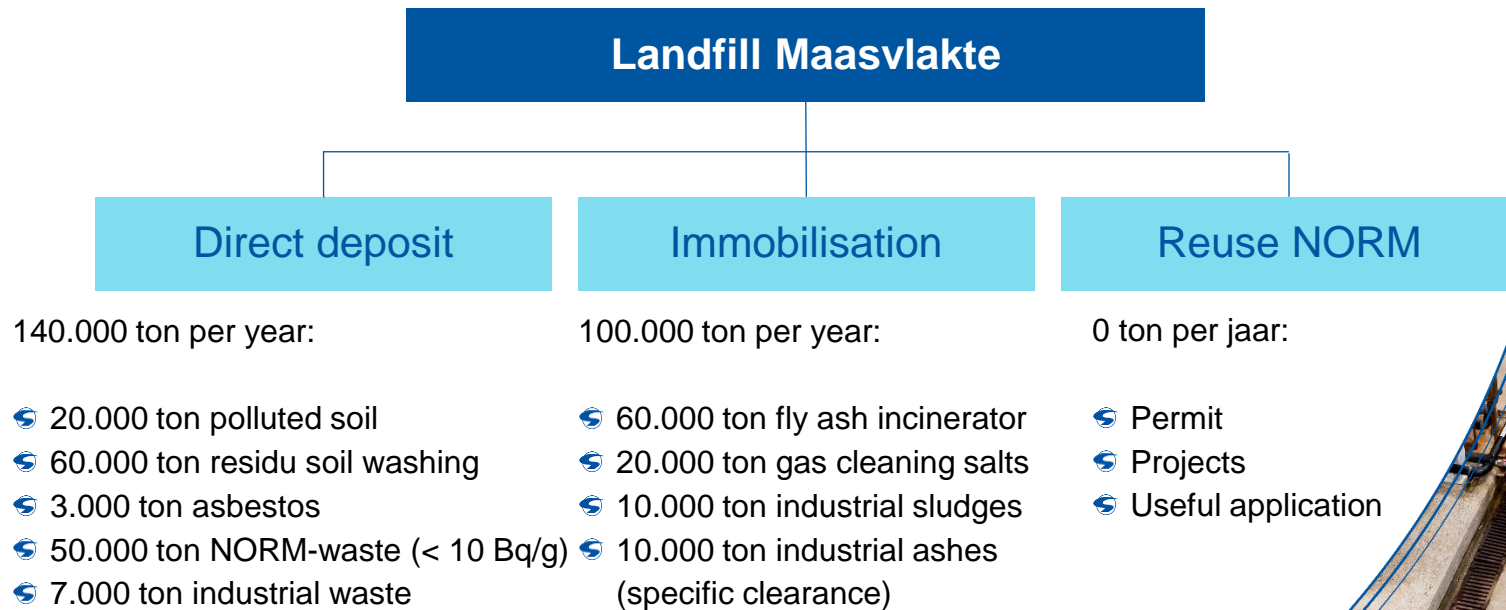 Landfill Maasvlakte
Direct deposit
140.000 ton per year:
20.000 ton polluted soil
60.000 ton residu soil washing
3.000 ton asbestos
50.000 ton NORM-waste (< 10 Bq/g)
7.000 ton industrial waste
Immobilisation
100.000 ton per year:
60.000 ton fly ash incinerator
20.000 ton gas cleaning salts
10.000 ton industrial sludges
10.000 ton industrial ashes
(specific clearance)
Reuse NORM
0 ton per jaar:
Permit
Projects
Useful application